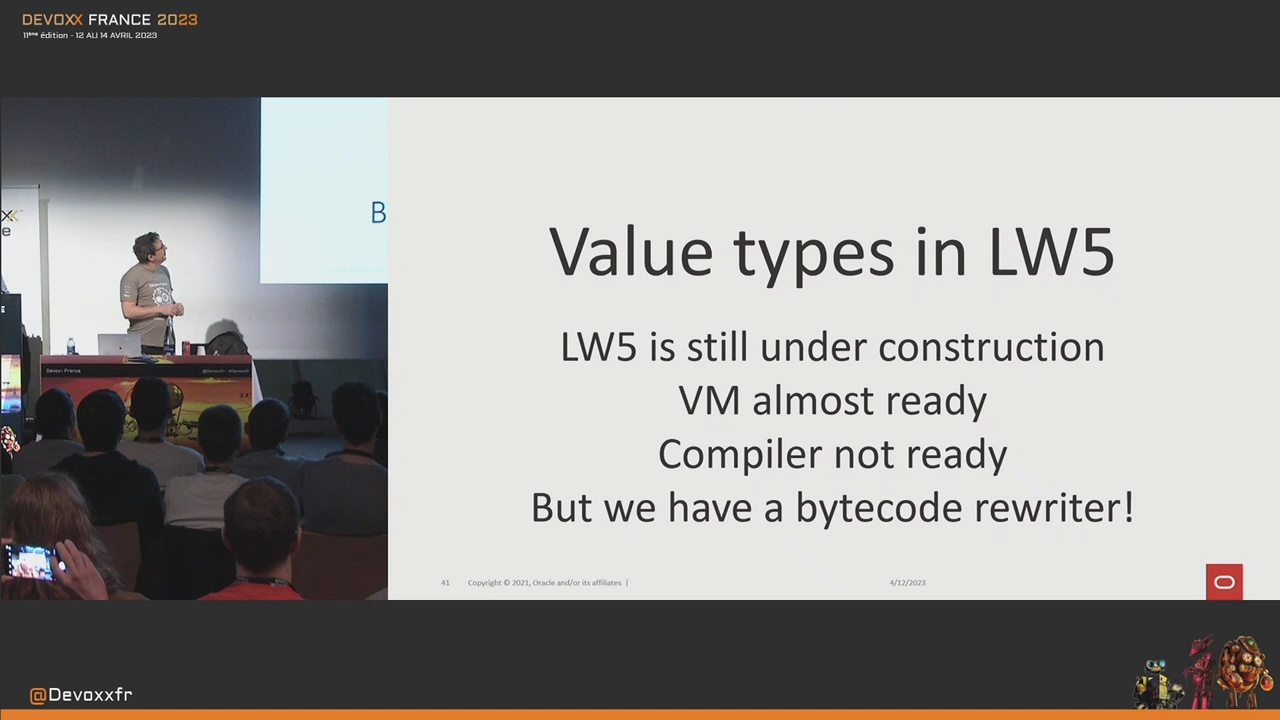 DEVOXX FRANCE 2023
11ème édition - 12 AU 14 AVRIL 2023
B
Value types in LW5
LW5 is still under construction
VM almost ready
Compiler not ready
But we have a bytecode rewriter!
41 Copyright © 2021, Oracle and/or its affiliates | 4/12/2023
Devoxx France
@Devoxxfr